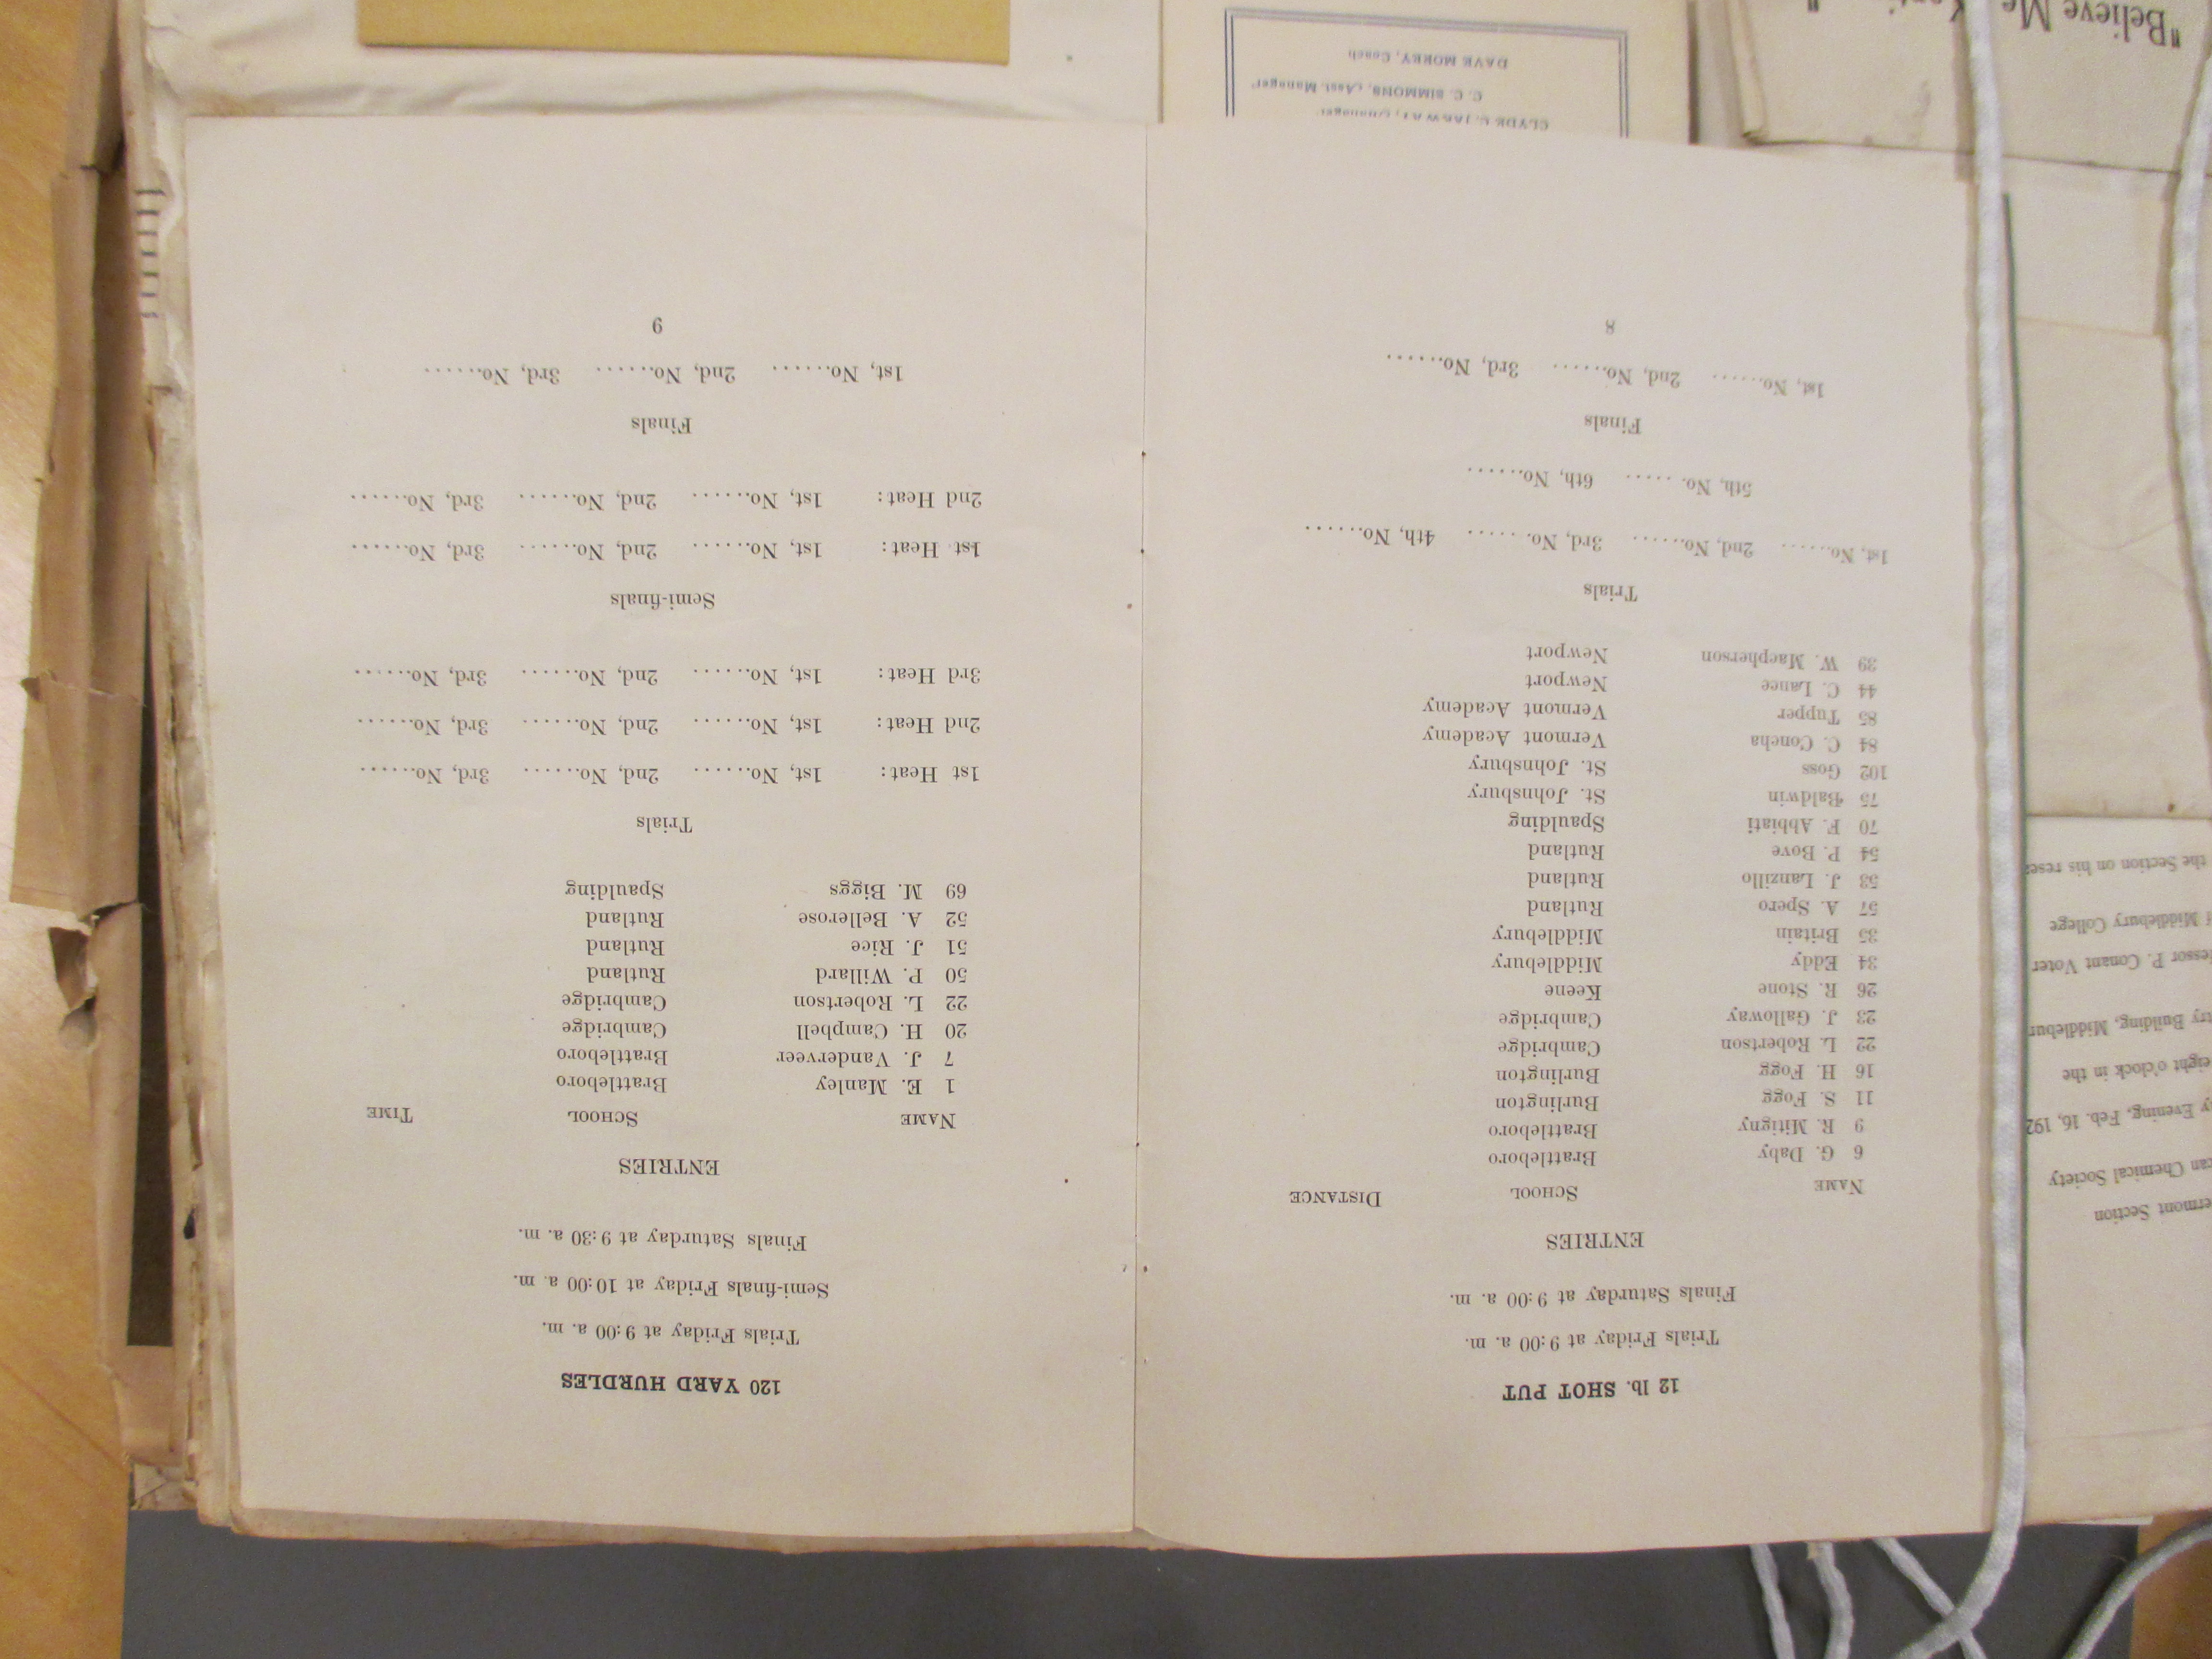 12 lb. SHOT PUT
Trials Friday at 9:00 a. m.
Finals Saturday at 9:00 a. m.
ENTRIES
NAME SCHOOL DISTANCE
6 G. Daby Brattleboro
9 R. Mitigny Brattleboro
11 S. Fogg Burlington
16 H. Fogg Burlington
22 L. Robertson Cambridge
23 J. Galloway Cambridge
26 R. Stone Keene
34 Eddy Middlebury
35 Britain Middlebury
57 A. Spero Rutland
53 J. Lanzillo Rutland
54 P. Bove Rutland
70 F. Abbiati Spaulding
75 Baldwin St. Johnsbury
102 Goss St. Johnsbury
84 C. Concha Vermont Academy
85 Tupper Vermont Academy
44 C. Lance Newport
39 W. Macpherson Newport
Trials
1st, No...... 2nd, No...... 3rd, No. ..... 4th, No......
5th, No. ..... 6th, No......
Finals
1st, No...... 2nd, No...... 3rd, No......
8
120 YARD HURDLES
Trials Friday at 9:00 a. m.
Semi-finals Friday at 10:00 a. m.
Finals Saturday at 9:30 a. m.
ENTRIES
NAME SCHOOL TIME
1 E. Manley Brattleboro
7 J. Vanderveer Brattleboro
20 H. Campbell Cambridge
22 L. Robertson Cambridge
50 P. Willard Rutland
51 J. Rice Rutland
52 A. Bellerose Rutland
69 M. Biggs Spaulding
Trials
1st Heat: 1st, No...... 2nd, No...... 3rd, No......
2nd Heat: 1st, No...... 2nd, No...... 3rd, No......
3rd Heat: 1st, No...... 2nd, No...... 3rd, No......
Semi-finals
1st Heat: 1st, No...... 2nd, No...... 3rd, No......
2nd Heat: 1st, No...... 2nd, No...... 3rd, No......
Finals
1st, No...... 2nd, No...... 3rd, No......
9
C. C. SIMMONS, Asst. Manager
DAVE MOREY, Coach
"Believe Me
ermont Section
can Chemical Society
y Evening, Feb. 16, 192
eight o'clock in the
try Building, Middlebur
essor P. Conant Voter
f Middlebury College
the Section on his rese